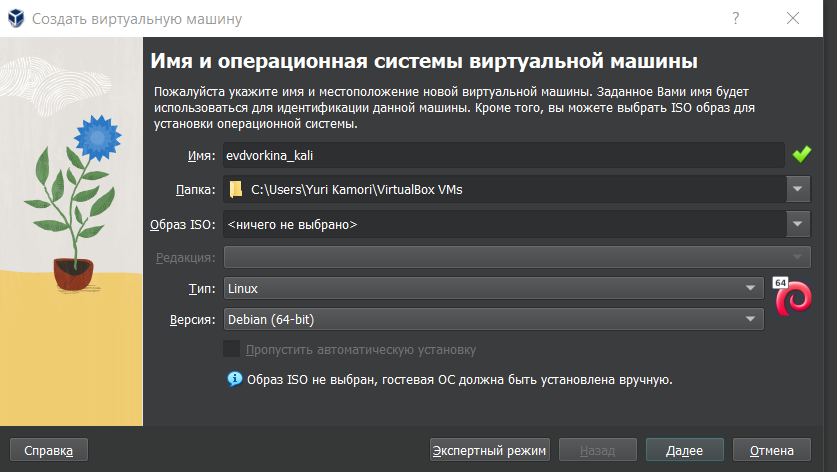 Создать виртуальную машину
?
Имя и операционная системы виртуальной машины
Пожалуйста укажите имя и местоположение новой виртуальной машины. Заданное Вами имя будет
использоваться для идентификации данной машины. Кроме того, вы можете выбрать ISO образ для
установки операционной системы.
Имя: evdvorkina_kali
Папка: C:\Users\Yuri Kamori\VirtualBox VMs
Образ ISO: <ничего не выбрано>
Редакция:
Тип: Linux
64
Версия: Debian (64-bit)
Пропустить автоматическую установку
Образ ISO не выбран, гостевая ОС должна быть установлена вручную.
Справка Экспертный режим Назад Далее Отмена